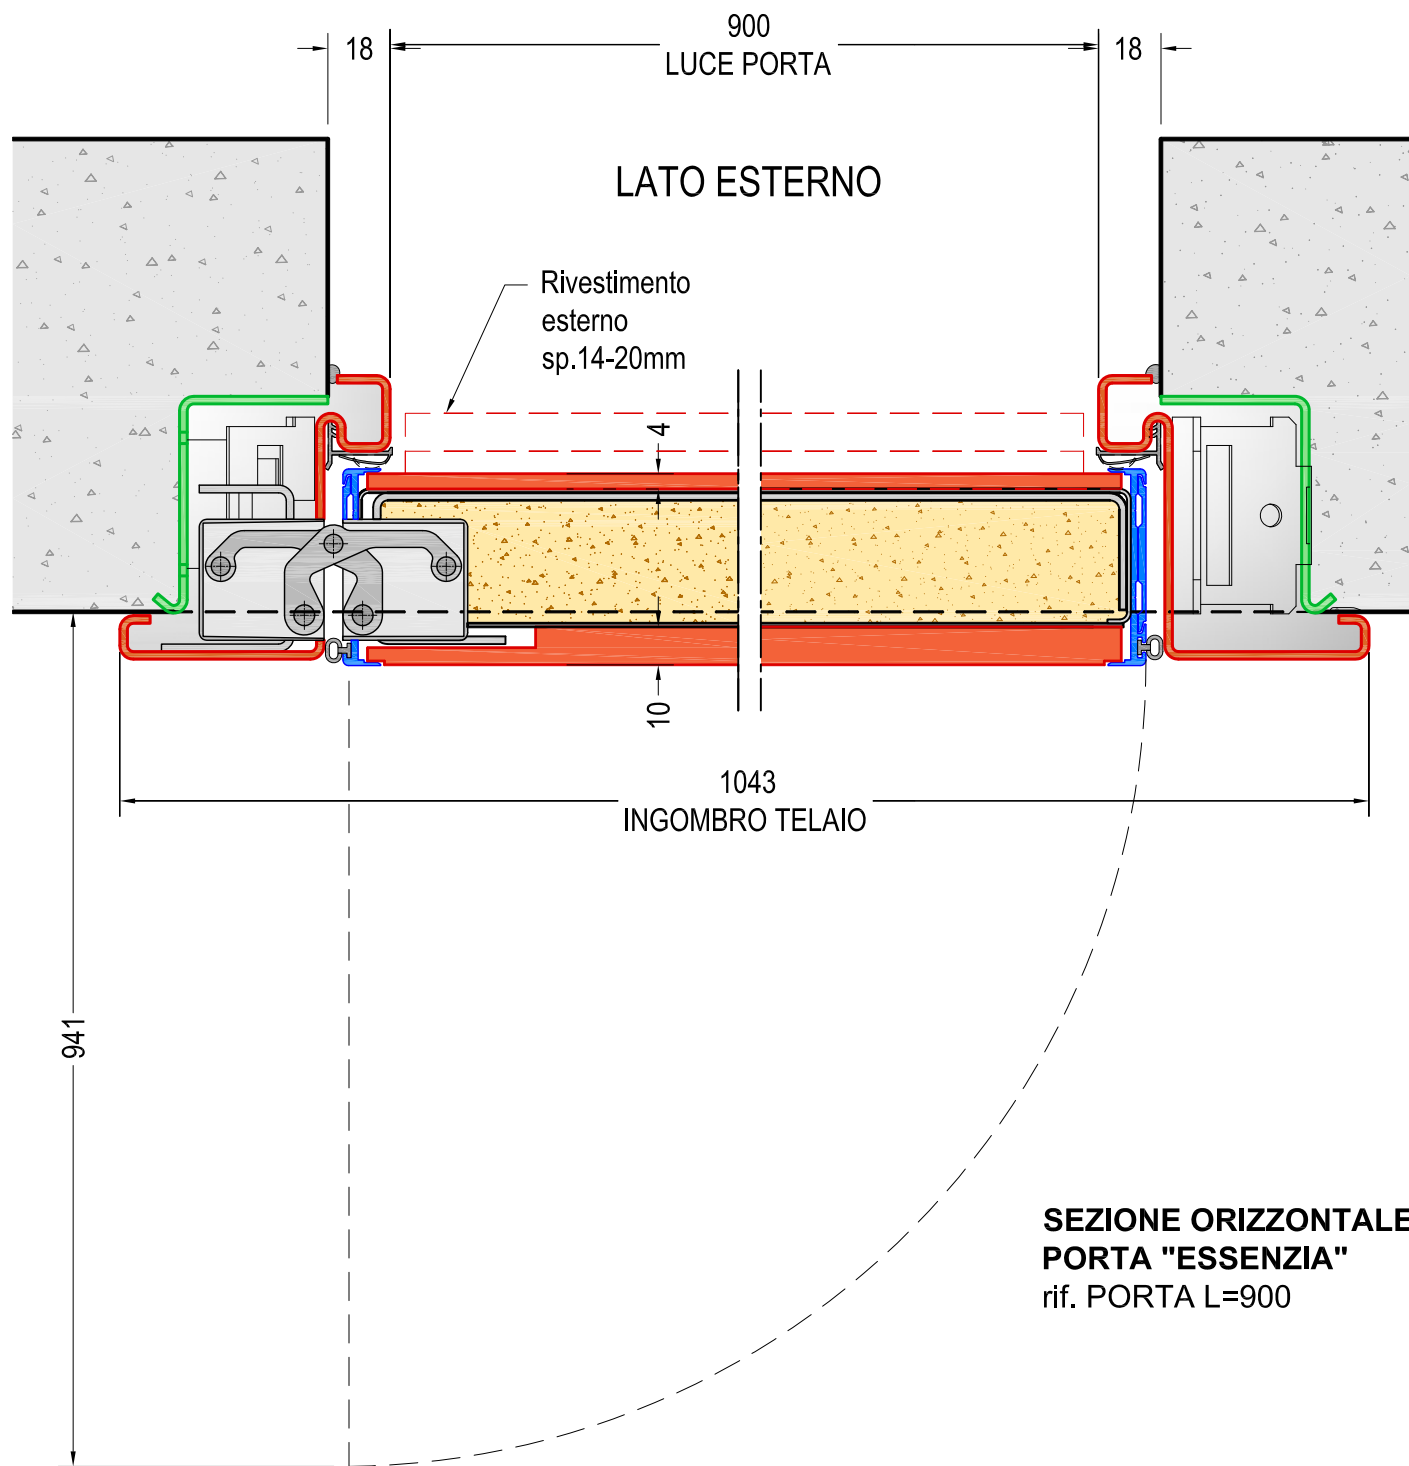 900
18
18
LUCE PORTA
LATO ESTERNO
Rivestimento
esterno
sp.14-20mm
4
10
1043
INGOMBRO TELAIO
941
SEZIONE ORIZZONTALE
PORTA "ESSENZIA"
rif. PORTA L=900